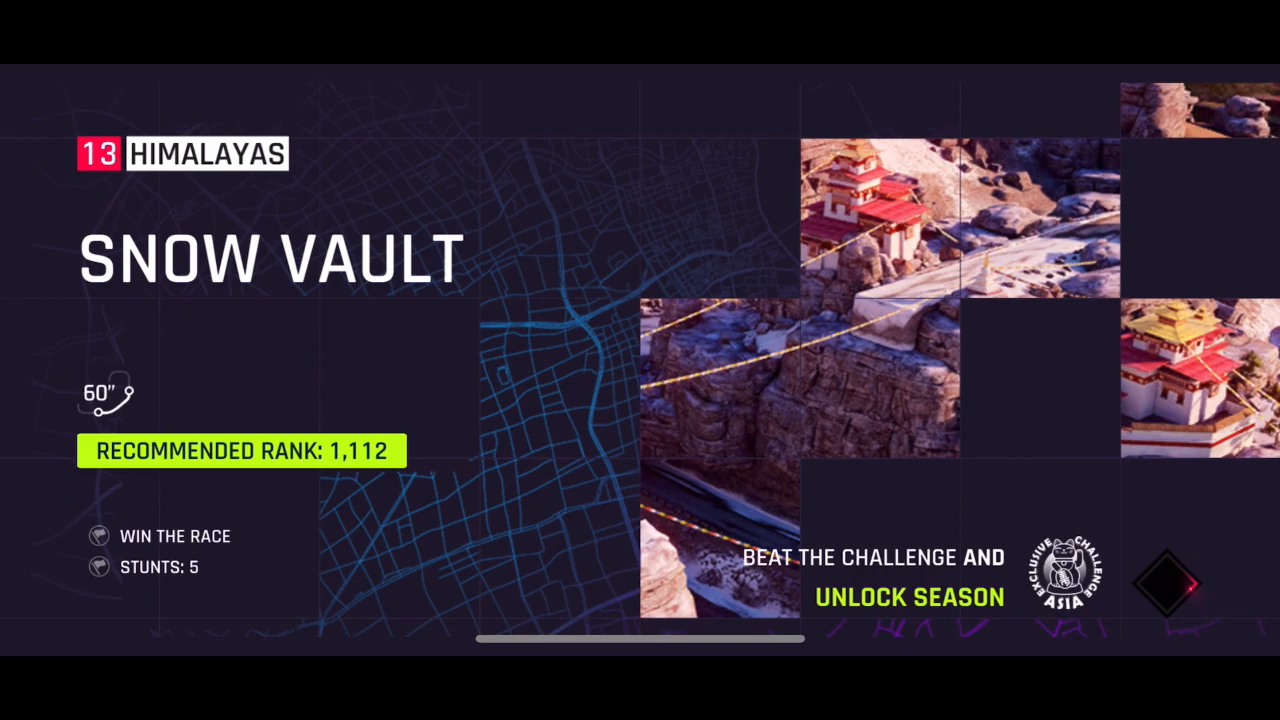 13 HIMALAYAS
SNOW VAULT
60"
RECOMMENDED RANK: 1,112
WIN THE RACE
STUNTS: 5
BEAT THE CHALLENGE AND
UNLOCK SEASON
EXCLUSIVE CHALLENGE
ASIA